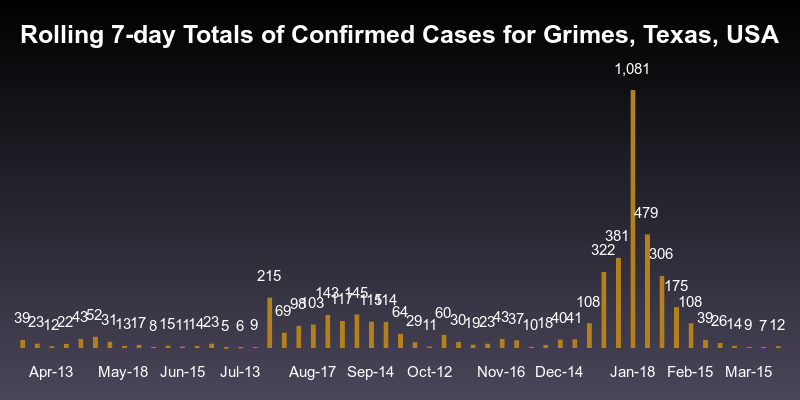 Rolling 7-day Totals of Confirmed Cases for Grimes, Texas, USA
1,081
479
381
322
306
215
175
143 145
117 115 114
69 98 103 108 108
39 23 12 22 43 52 31 13 17 8 15 11 14 23 5 6 9 64 29 11 60 30 19 23 43 37 10 18 40 41 39 26 14 9 7 12
Apr-13 May-18 Jun-15 Jul-13 Aug-17 Sep-14 Oct-12 Nov-16 Dec-14 Jan-18 Feb-15 Mar-15